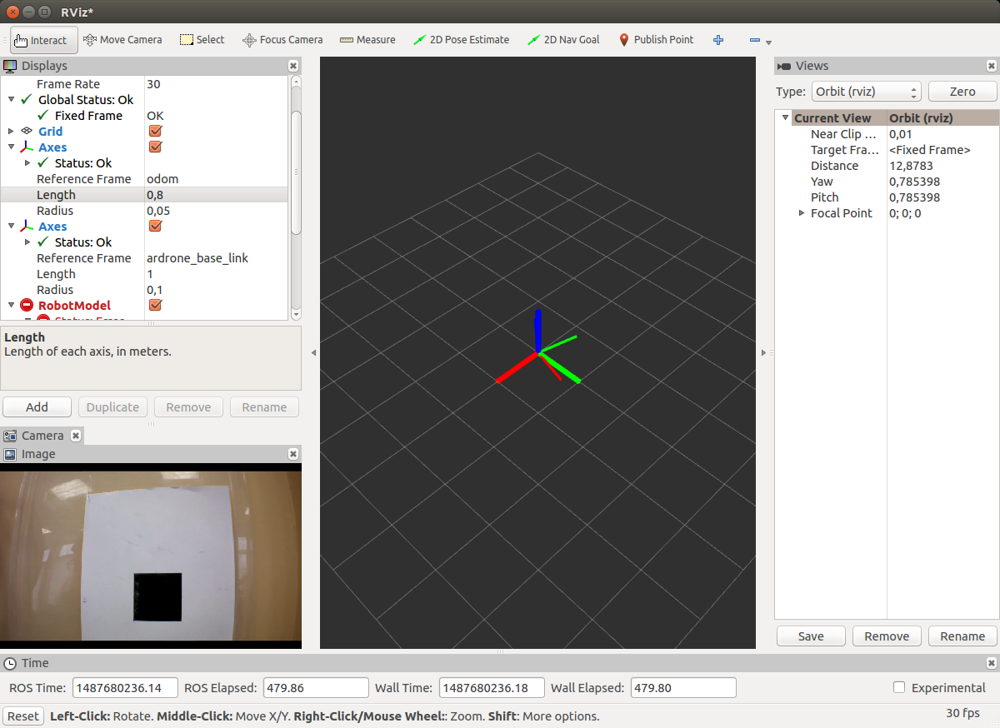 RViz*
Interact Move Camera Select Focus Camera Measure 2D Pose Estimate 2D Nav Goal Publish Point
Displays
Frame Rate 30
Global Status: Ok
Fixed Frame OK
Grid
Axes
Status: Ok
Reference Frame odom
Length 0,8
Radius 0,05
Axes
Status: Ok
Reference Frame ardrone_base_link
Length 1
Radius 0,1
RobotModel
Status: Error
Length
Length of each axis, in meters.
Add Duplicate Remove Rename
Camera
Image
Views
Type: Orbit (rviz) Zero
Current View Orbit (rviz)
Near Clip ... 0,01
Target Fra... <Fixed Frame>
Distance 12,8783
Yaw 0,785398
Pitch 0,785398
Focal Point 0; 0; 0
Save Remove Rename
Time
ROS Time: 1487680236.14 ROS Elapsed: 479.86 Wall Time: 1487680236.18 Wall Elapsed: 479.80 Experimental
Reset Left-Click: Rotate. Middle-Click: Move X/Y. Right-Click/Mouse Wheel:: Zoom. Shift: More options. 30 fps